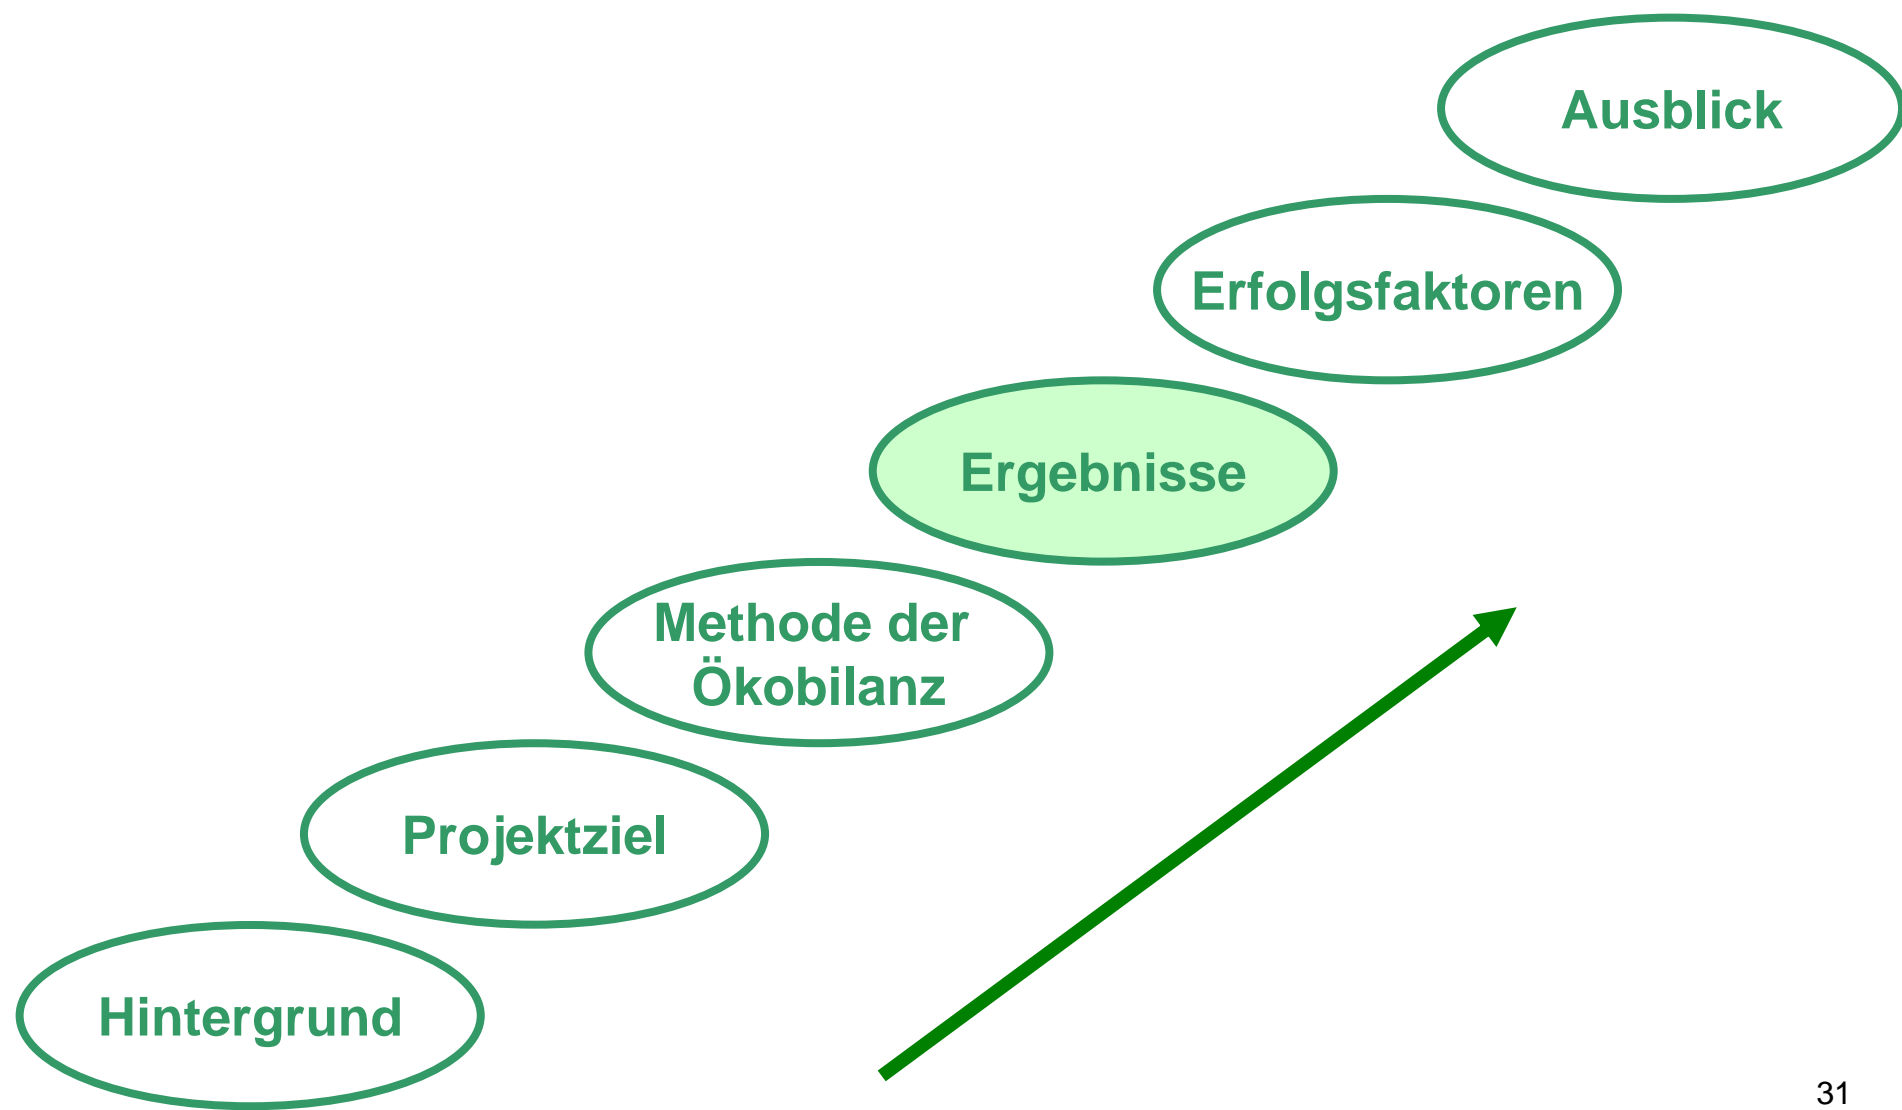 Ausblick
Erfolgsfaktoren
Ergebnisse
Methode der
Ökobilanz
Projektziel
Hintergrund
31